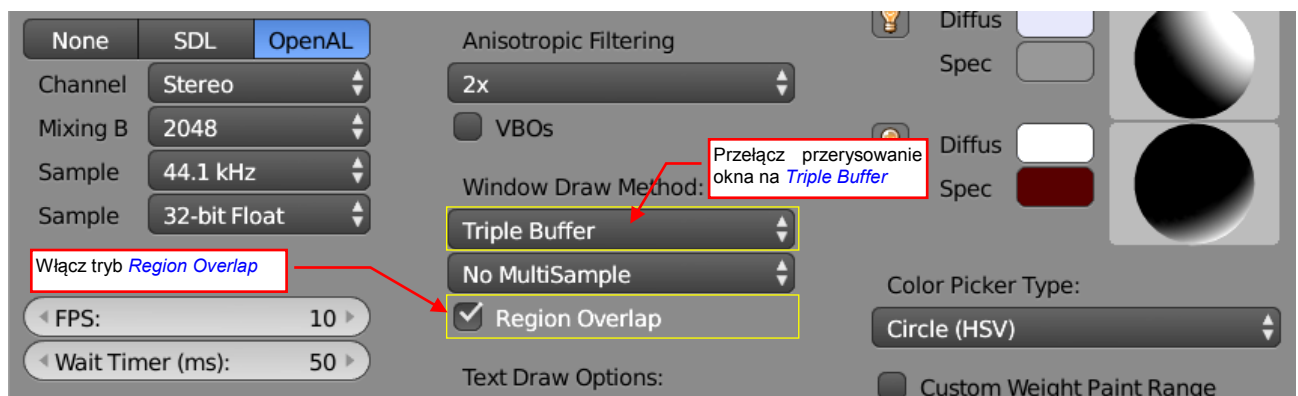 None SDL OpenAL
Channel Stereo
Mixing B 2048
Sample 44.1 kHz
Sample 32-bit Float
Włącz tryb Region Overlap
FPS: 10
Wait Timer (ms): 50
Anisotropic Filtering
2x
VBOs
Przełącz przerysowanie
okna na Triple Buffer
Window Draw Method:
Triple Buffer
No MultiSample
Region Overlap
Text Draw Options:
Diffus
Spec
Diffus
Spec
Color Picker Type:
Circle (HSV)
Custom Weight Paint Range